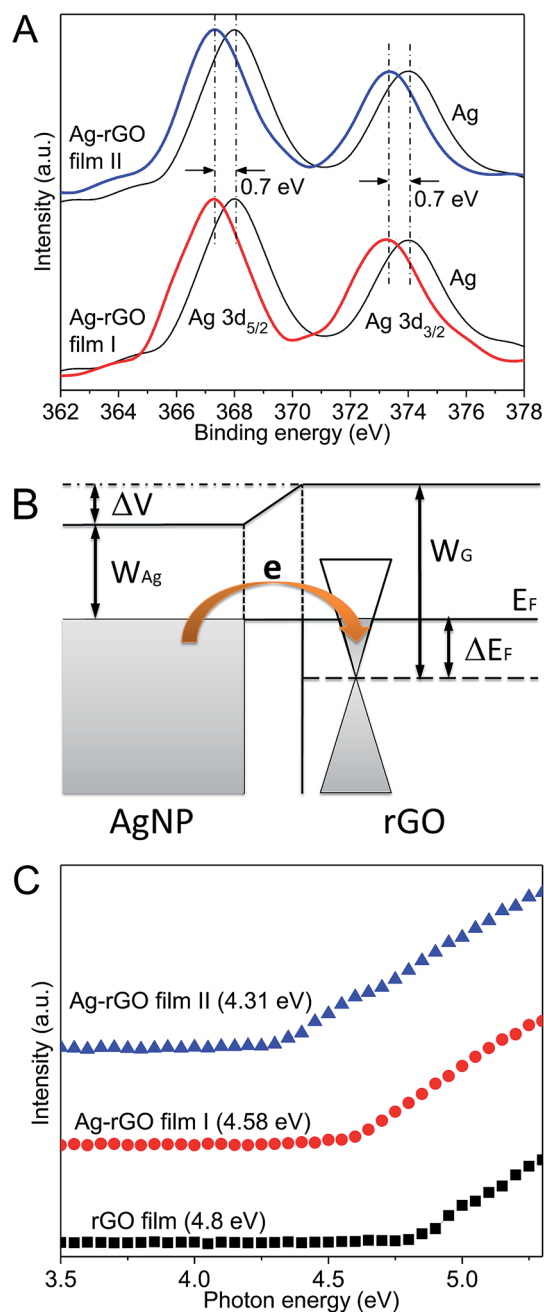 A
Intensity (a.u.)
Ag-rGO
film II
Ag
0.7 eV
0.7 eV
Ag-rGO
film I
Ag 3d5/2
Ag 3d3/2
Ag
362 364 366 368 370 372 374 376 378
Binding energy (eV)
B
ΔV
WAg
e
WG
EF
ΔEF
AgNP
rGO
C
Intensity (a.u.)
Ag-rGO film II (4.31 eV)
Ag-rGO film I (4.58 eV)
rGO film (4.8 eV)
3.5 4.0 4.5 5.0
Photon energy (eV)